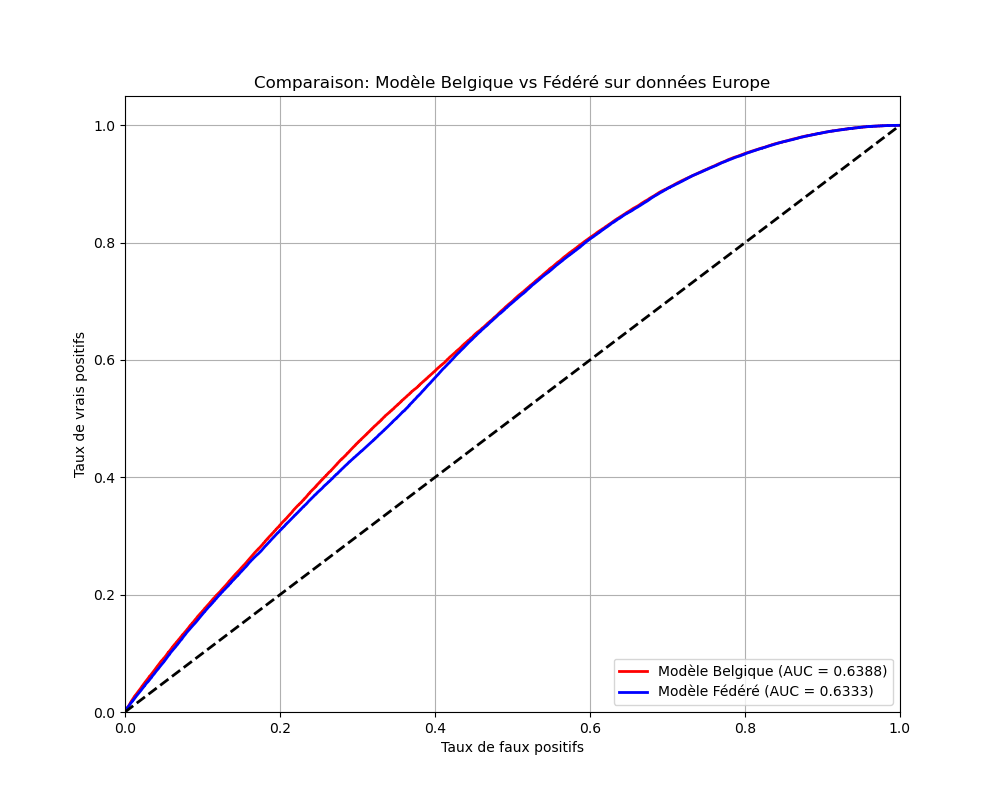 Comparaison: Modèle Belgique vs Fédéré sur données Europe
Taux de vrais positifs
1.0
0.8
0.6
0.4
0.2
0.0
0.0 0.2 0.4 0.6 0.8 1.0
Taux de faux positifs
Modèle Belgique (AUC = 0.6388)
Modèle Fédéré (AUC = 0.6333)